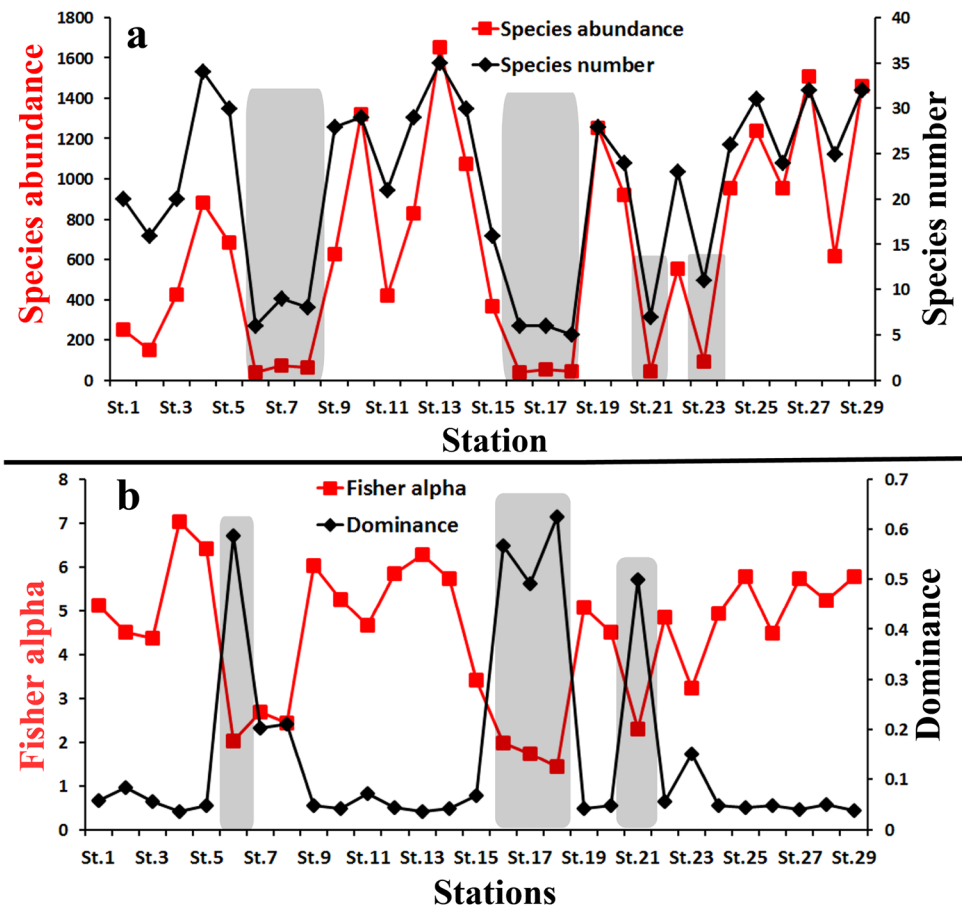 a
Species abundance
Species number
Species abundance
1800
1600
1400
1200
1000
800
600
400
200
0
40
35
30
25
20
15
10
5
0
Species number
St.1 St.3 St.5 St.7 St.9 St.11 St.13 St.15 St.17 St.19 St.21 St.23 St.25 St.27 St.29
Station
b
Fisher alpha
Dominance
Fisher alpha
8
7
6
5
4
3
2
1
0
0.7
0.6
0.5
0.4
0.3
0.2
0.1
0
Dominance
St.1 St.3 St.5 St.7 St.9 St.11 St.13 St.15 St.17 St.19 St.21 St.23 St.25 St.27 St.29
Stations